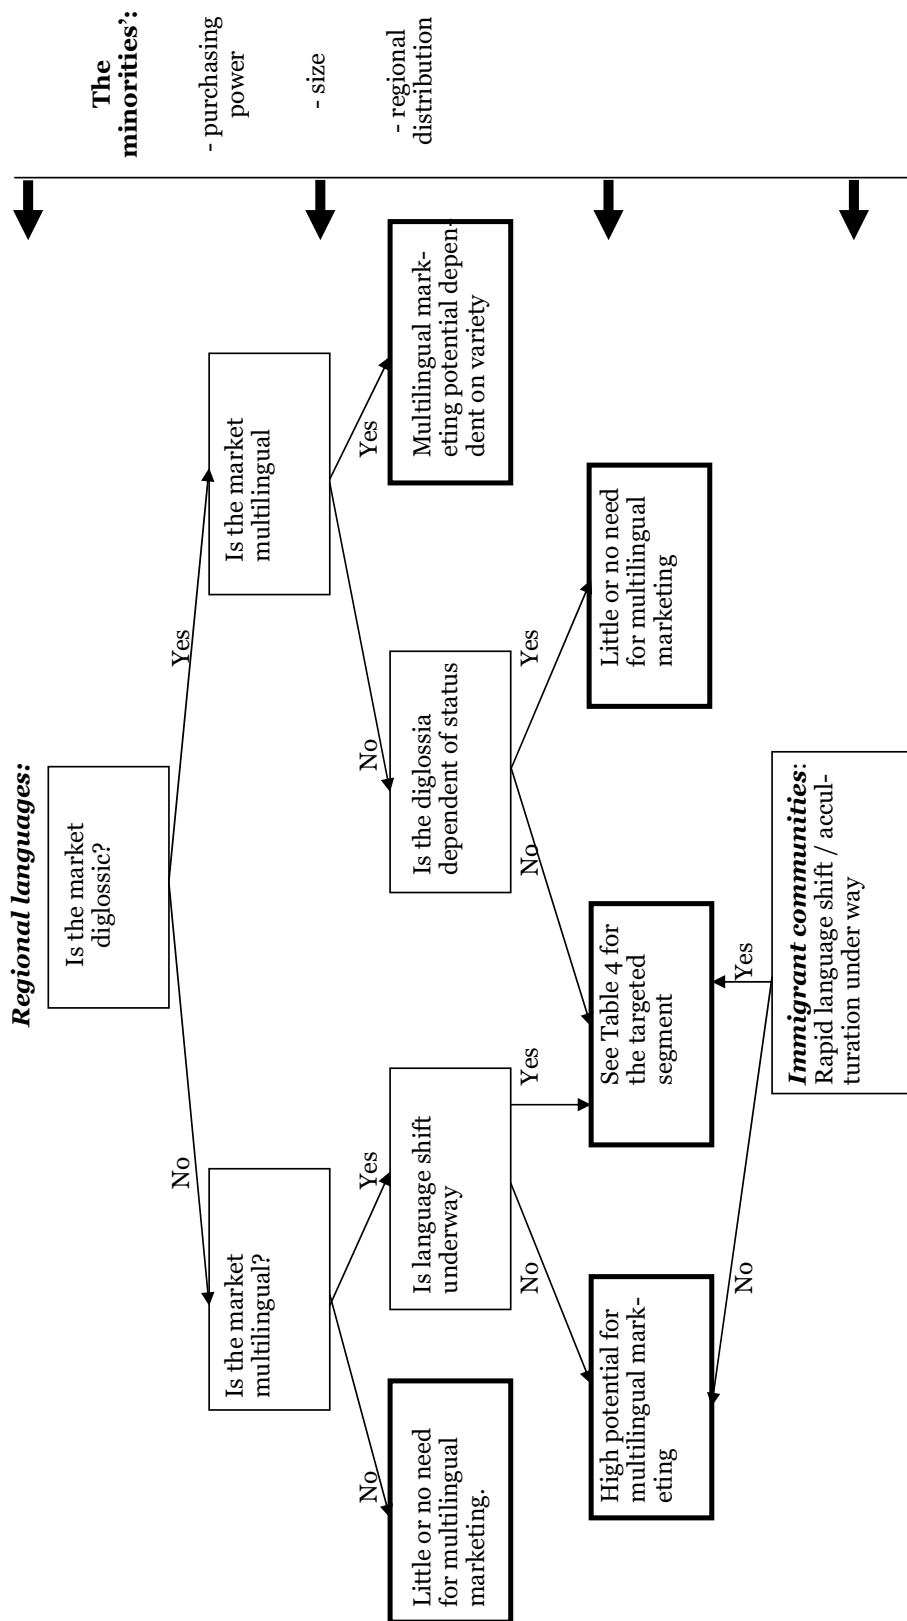 Regional languages:
Is the market
diglossic?
No
Yes
Is the market
multilingual?
Is the market
multilingual
No
Yes
No
Yes
Little or no need
for multilingual
marketing.
Is language shift
underway
Is the diglossia
dependent of status
Multilingual mark-
eting potential depen-
dent on variety
No
Yes
No
Yes
High potential for
multilingual mark-
eting
See Table 4 for
the targeted
segment
Little or no need
for multilingual
marketing
No
Yes
Immigrant communities:
Rapid language shift / accul-
turation under way
The
minorities':
- purchasing
power
- size
- regional
distribution